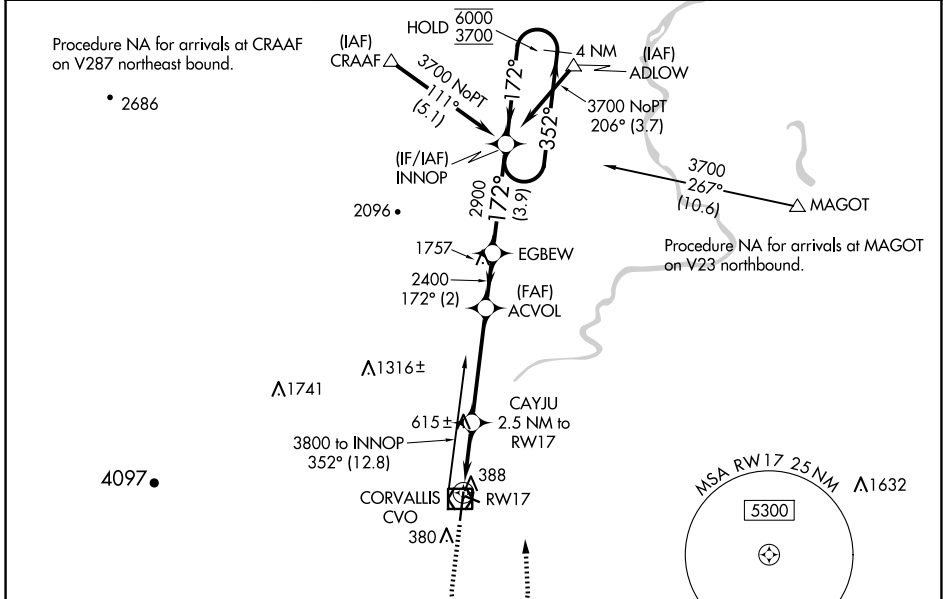 Procedure NA for arrivals at CRAAF
on V287 northeast bound.
2686
(IAF)
CRAAF
3700 NoPT
111°
(5.1)
HOLD
6000
3700
172°
352°
4 NM
(IAF)
ADLOW
3700 NoPT
206° (3.7)
(IF/IAF)
INNOP
3700
267°
(10.6)
MAGOT
Procedure NA for arrivals at MAGOT
on V23 northbound.
2900
172°
(3.9)
2096
1757
EGBEW
2400
172° (2)
(FAF)
ACVOL
1316±
1741
CAYJU
2.5 NM to
RW17
615±
3800 to INNOP
352° (12.8)
4097
388
CORVALLIS
CVO
RW17
380
MSA RW 17 25 NM
5300
1632